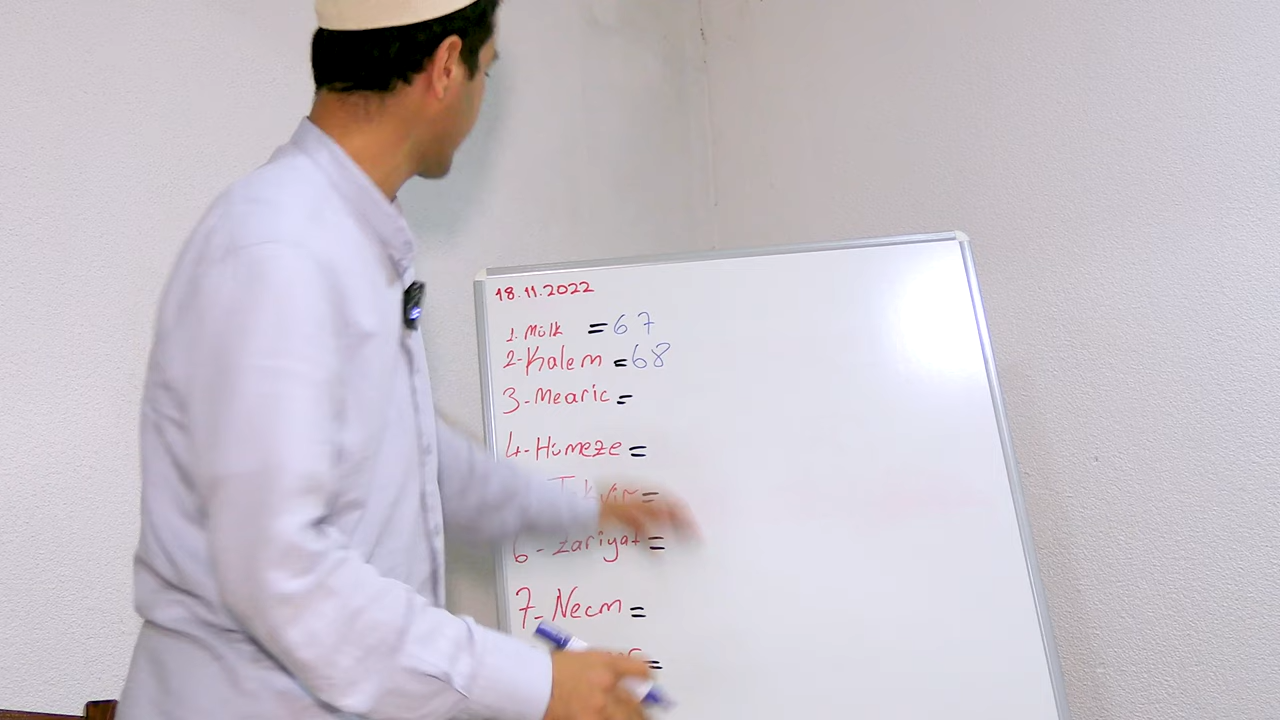 18.11.2022
1. Mülk = 67
2- Kalem = 68
3- Mearic =
4- Hümeze =
=
6 - Zariyat =
7- Necm =
=